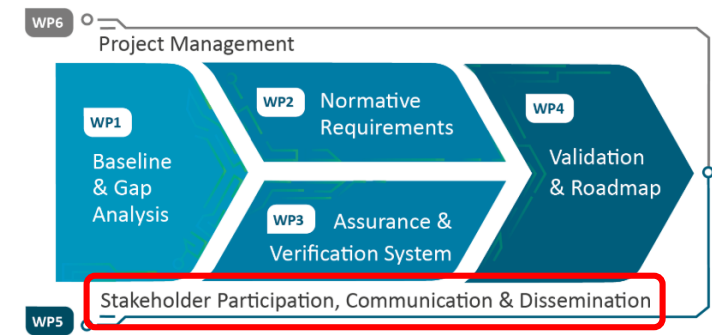 WP6
Project Management
WP1
Baseline
& Gap
Analysis
WP2
Normative
Requirements
WP3
Assurance &
Verification System
WP4
Validation
& Roadmap
Stakeholder Participation, Communication & Dissemination
WP5